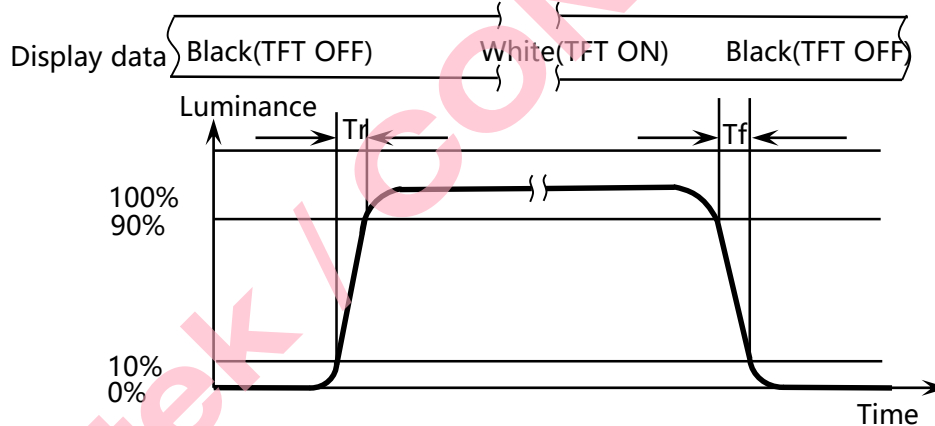 Display data Black(TFT OFF) White(TFT ON) Black(TFT OFF)
Luminance
Tr Tf
100%
90%
10%
0%
Time